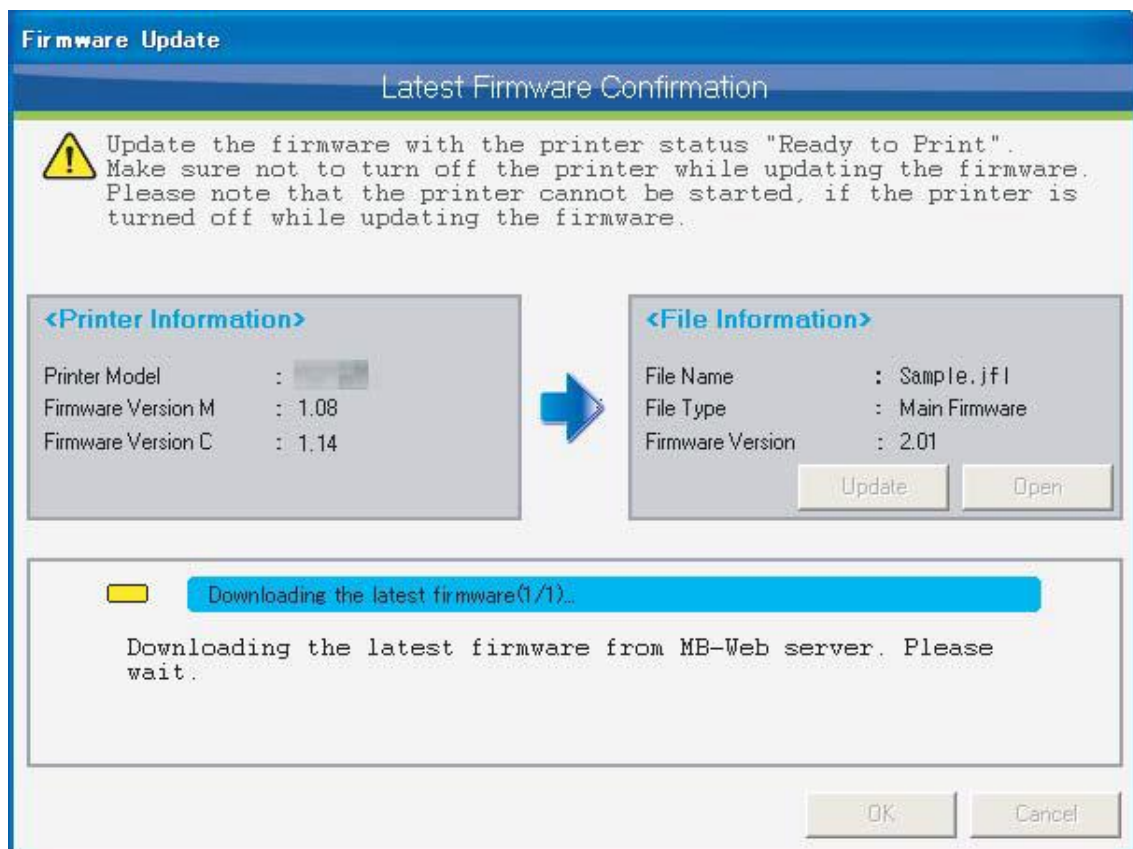 Firmware Update
Latest Firmware Confirmation
Update the firmware with the printer status "Ready to Print".
Make sure not to turn off the printer while updating the firmware.
Please note that the printer cannot be started, if the printer is
turned off while updating the firmware.
<Printer Information>
Printer Model :
Firmware Version M : 1.08
Firmware Version C : 1.14
<File Information>
File Name : Sample.jfl
File Type : Main Firmware
Firmware Version : 2.01
Update Open
Downloading the latest firmware(1/1)...
Downloading the latest firmware from MB-Web server. Please
wait.
OK Cancel